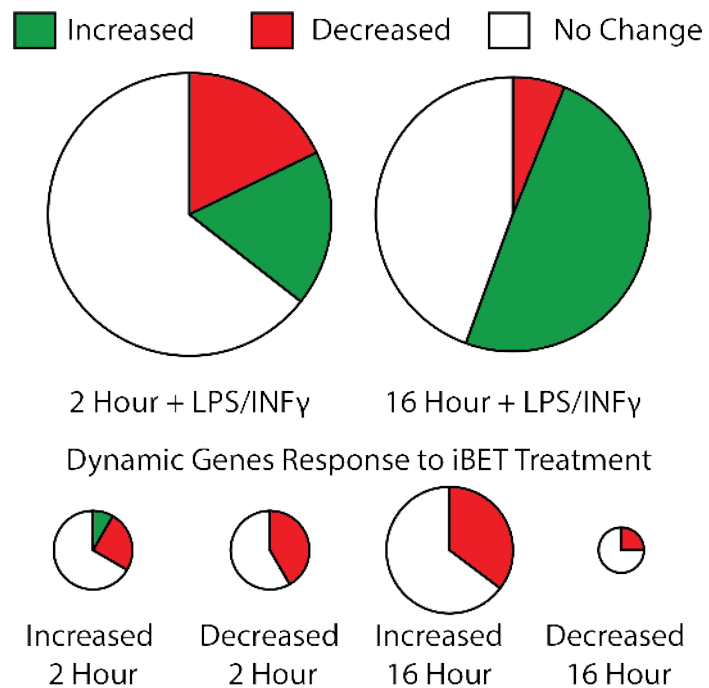 Increased Decreased No Change
2 Hour + LPS/INFγ 16 Hour + LPS/INFγ
Dynamic Genes Response to iBET Treatment
Increased Decreased Increased Decreased
2 Hour 2 Hour 16 Hour 16 Hour